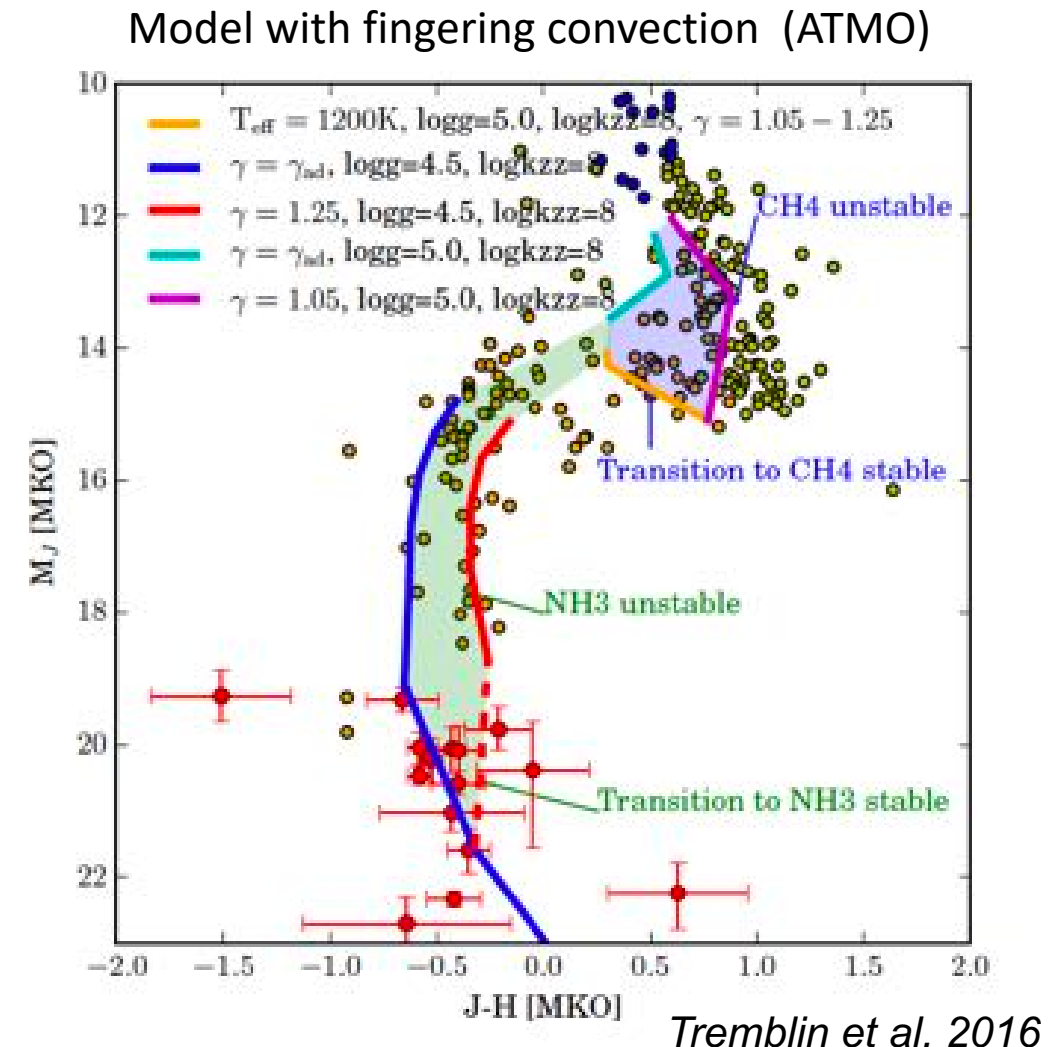 Model with fingering convection (ATMO)
10
T_eff = 1200K, logg=5.0, logkzz=8, γ = 1.05 − 1.25
γ = γ_ad, logg=4.5, logkzz=8
γ = 1.25, logg=4.5, logkzz=8
γ = γ_ad, logg=5.0, logkzz=8
γ = 1.05, logg=5.0, logkzz=8
CH4 unstable
12
14
16
18
20
22
M_J [MKO]
Transition to CH4 stable
NH3 unstable
Transition to NH3 stable
−2.0 −1.5 −1.0 −0.5 0.0 0.5 1.0 1.5 2.0
J-H [MKO]
Tremblin et al. 2016